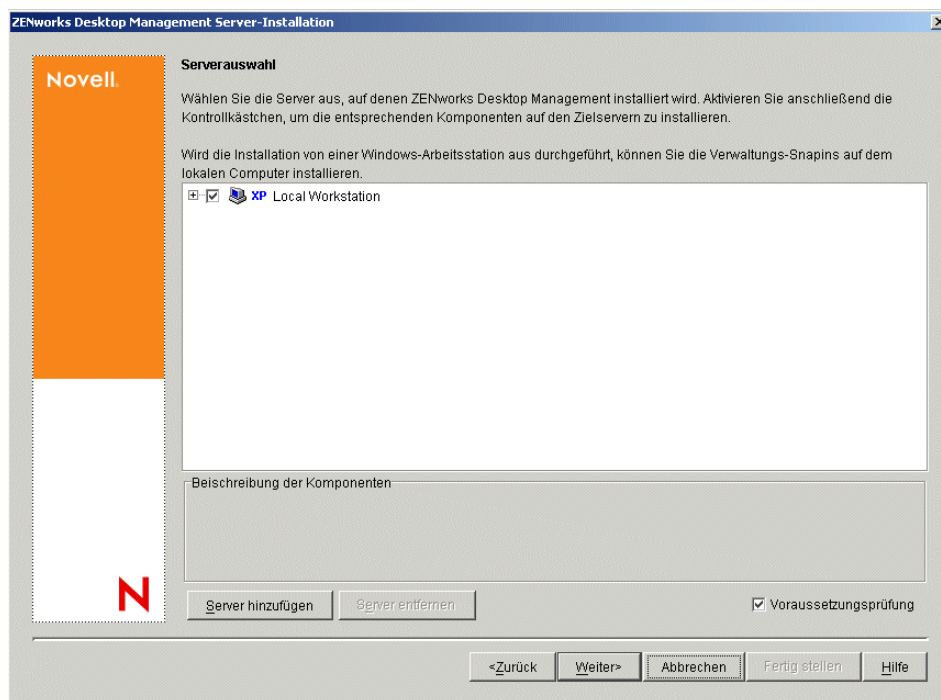 ZENworks Desktop Management Server-Installation
Novell.
Serverauswahl
Wählen Sie die Server aus, auf denen ZENworks Desktop Management installiert wird. Aktivieren Sie anschließend die
Kontrollkästchen, um die entsprechenden Komponenten auf den Zielservern zu installieren.
Wird die Installation von einer Windows-Arbeitsstation aus durchgeführt, können Sie die Verwaltungs-Snapins auf dem
lokalen Computer installieren.
XP Local Workstation
Beischreibung der Komponenten
N
Server hinzufügen
Server entfernen
Voraussetzungsprüfung
<Zurück
Weiter>
Abbrechen
Fertig stellen
Hilfe